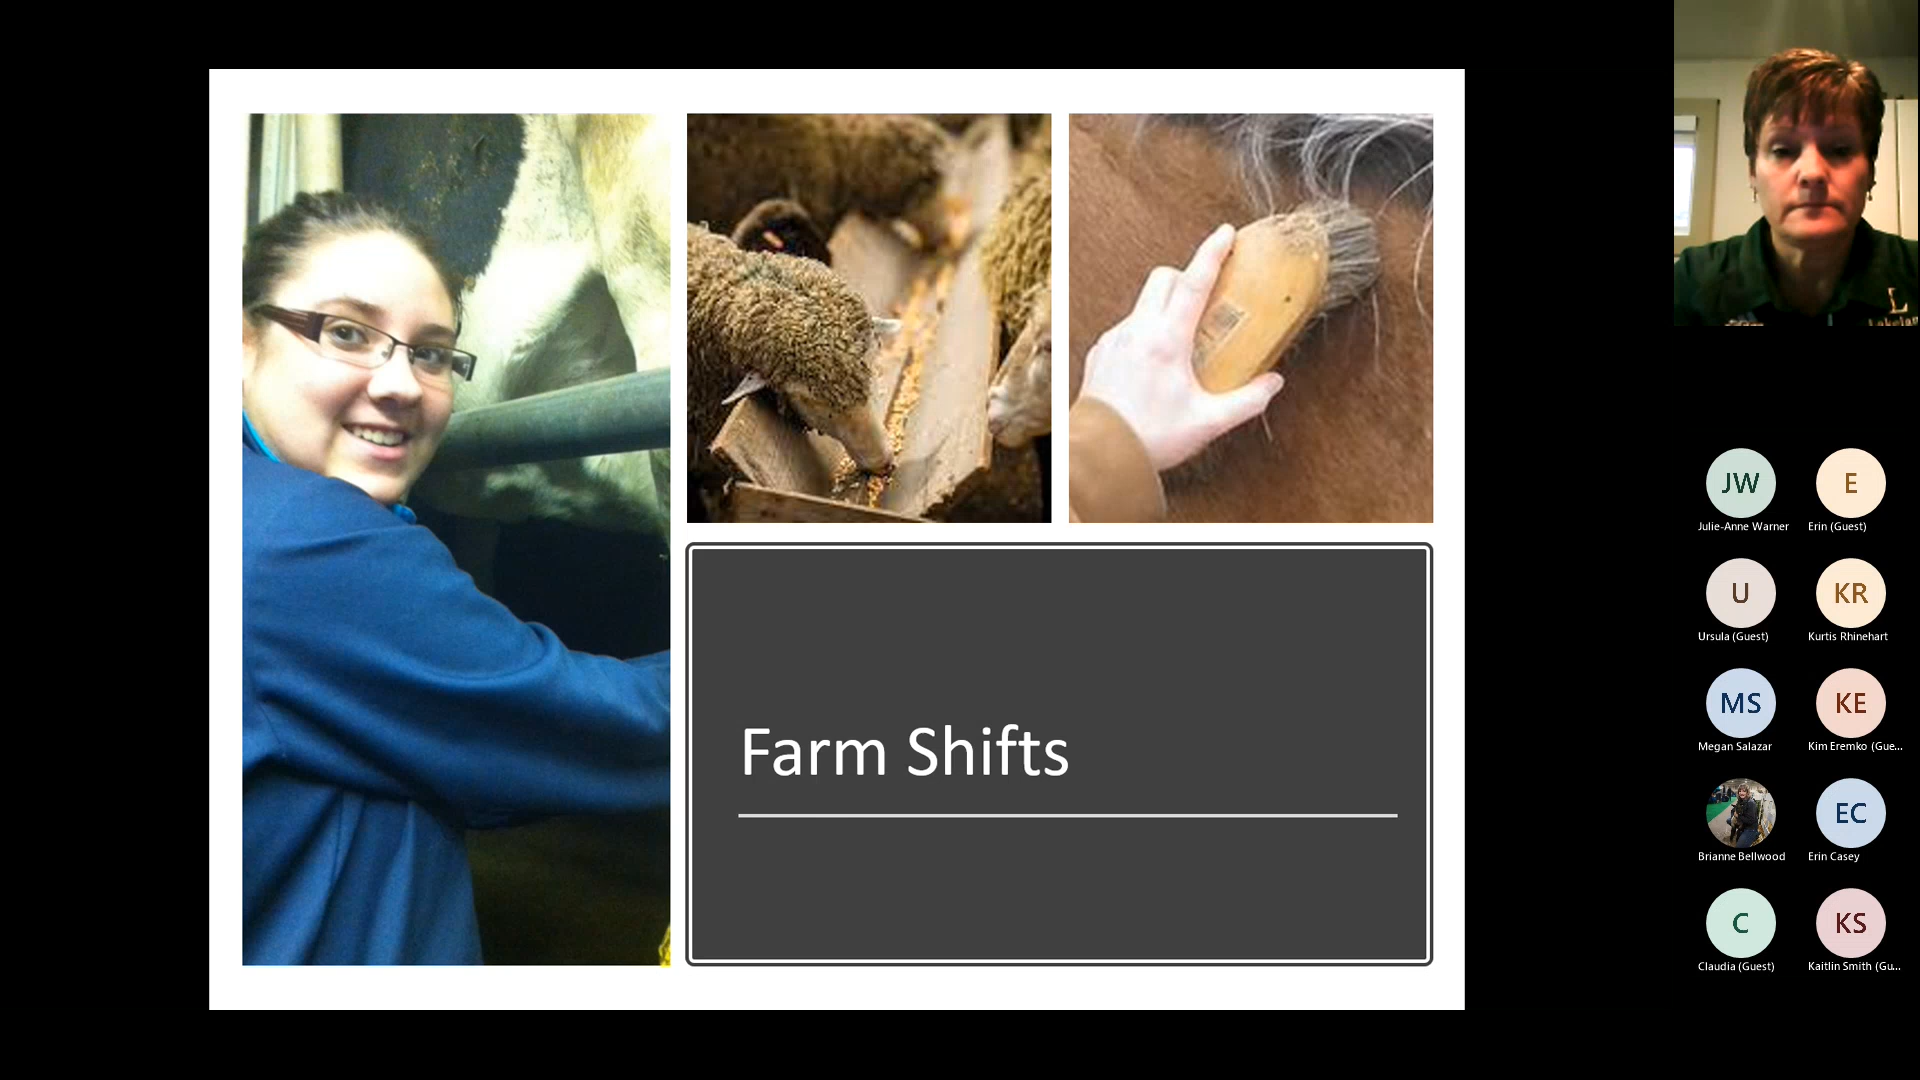 Farm Shifts
L
JW
E
Julie-Anne Warner
Erin (Guest)
U
KR
Ursula (Guest)
Kurtis Rhinehart
MS
KE
Megan Salazar
Kim Eremko (Gue...
EC
Brianne Bellwood
Erin Casey
C
KS
Claudia (Guest)
Kaitlin Smith (Gu...